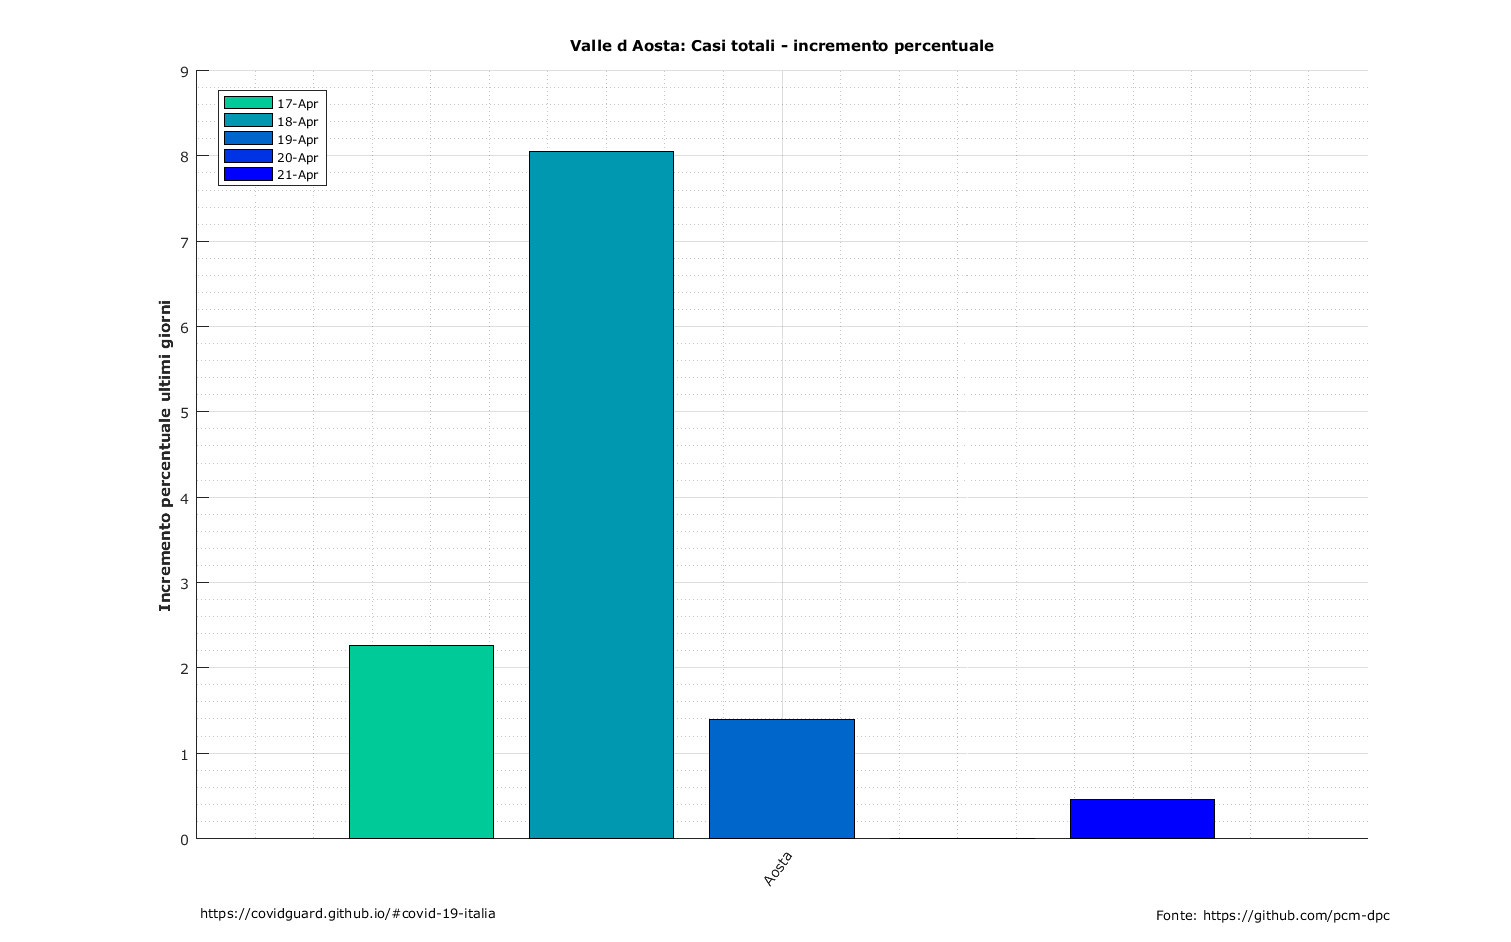 Valle d Aosta: Casi totali - incremento percentuale
17-Apr
18-Apr
19-Apr
20-Apr
21-Apr
Incremento percentuale ultimi giorni
9
8
7
6
5
4
3
2
1
0
Aosta
https://covidguard.github.io/#covid-19-italia
Fonte: https://github.com/pcm-dpc